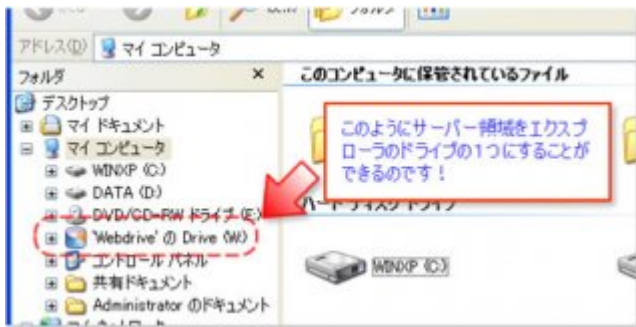 フォルダ
アドレス(D) マイ コンピュータ
フォルダ ×
デスクトップ
マイ ドキュメント
マイ コンピュータ
WINXP (C:)
DATA (D:)
DVD/CD-RW ドライブ (E:)
'Webdrive' の Drive (W:)
コントロール パネル
共有ドキュメント
Administrator のドキュメント
このコンピュータに保管されているファイル
このようにサーバー領域をエクスプ
ローラのドライブの1つにすることが
できるのです！
ハード ディスク ドライブ
WINXP (C:)